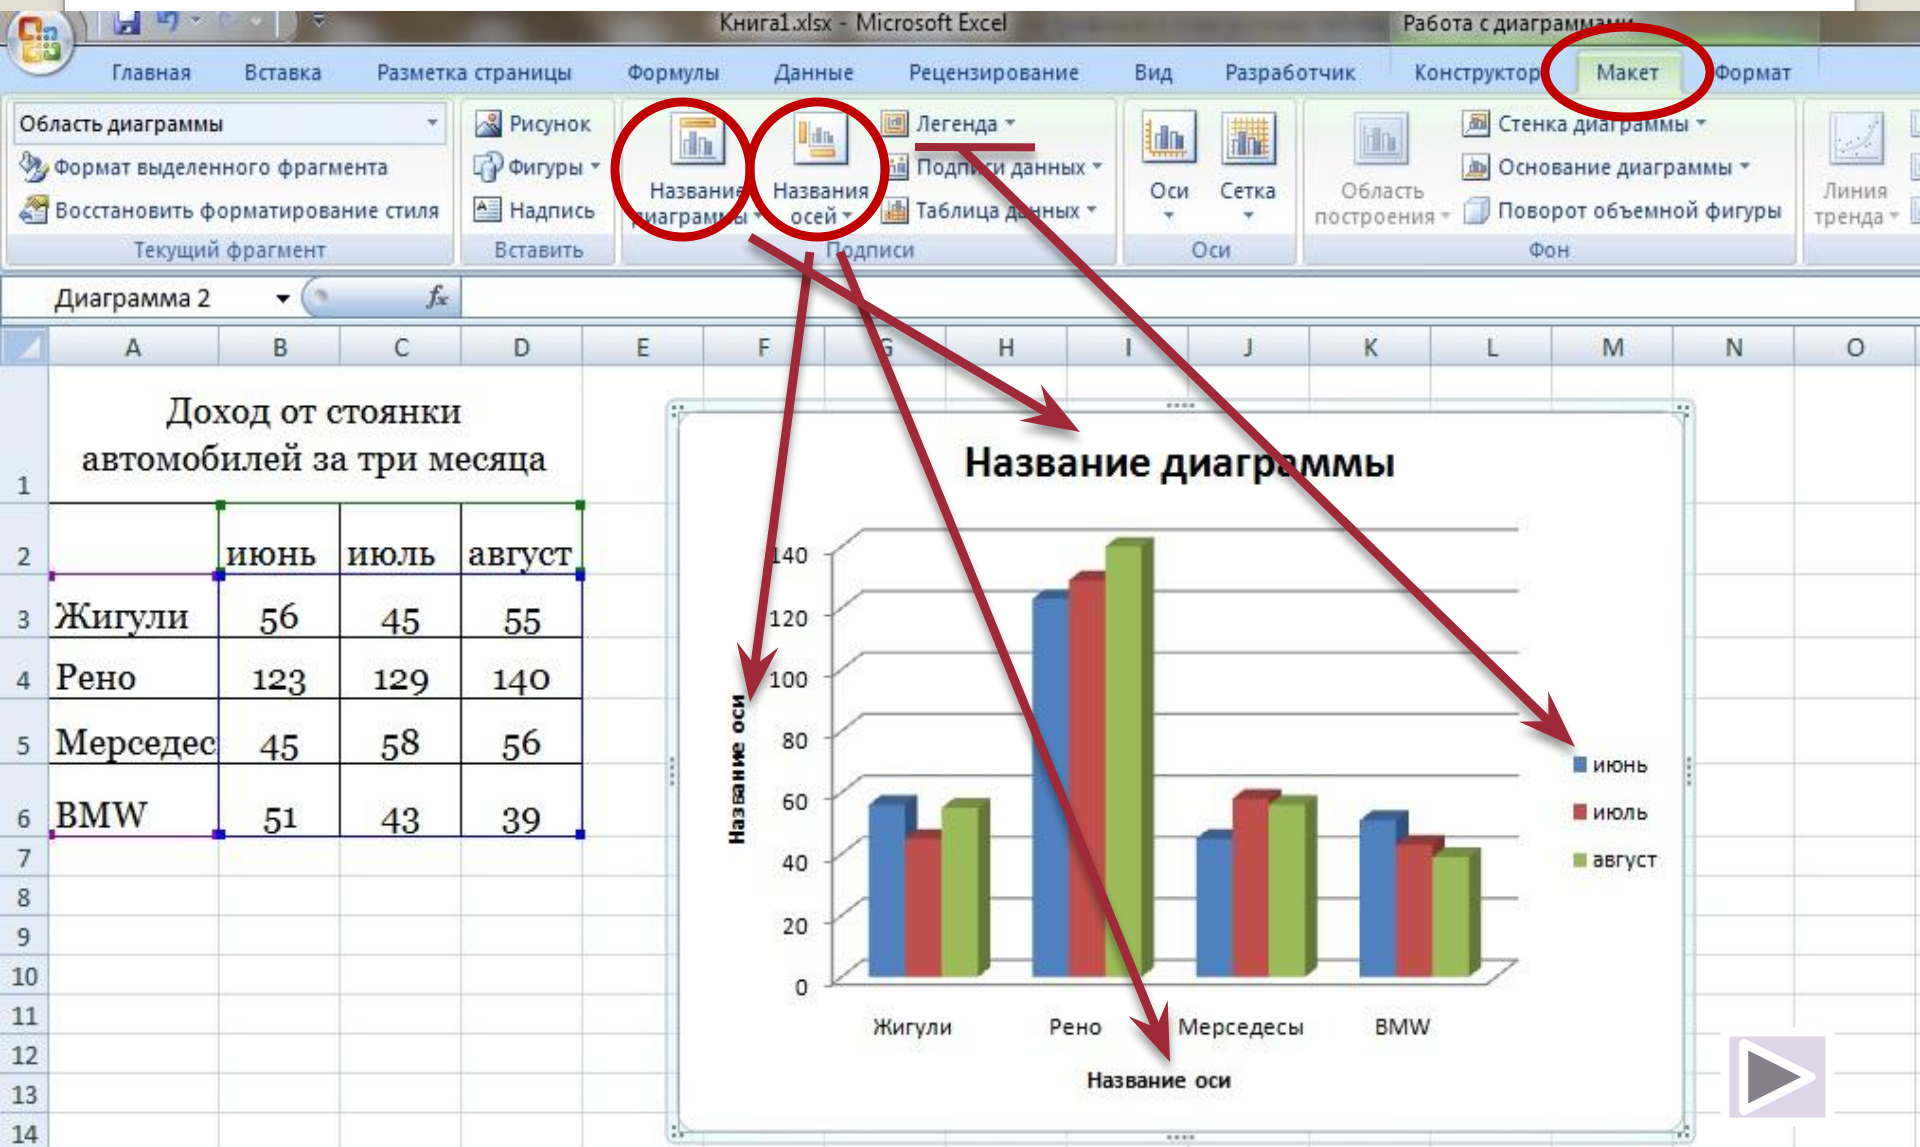 Книга1.xlsx - Microsoft Excel
Работа с диаграммами
Главная Вставка Разметка страницы Формулы Данные Рецензирование Вид Разработчик Конструктор Макет Формат
Область диаграммы
Формат выделенного фрагмента
Восстановить форматирование стиля
Текущий фрагмент
Рисунок
Фигуры
Надпись
Вставить
Название
диаграммы
Названия
осей
Легенда
Подписи данных
Таблица данных
Подписи
Оси
Сетка
Оси
Область
построения
Стенка диаграммы
Основание диаграммы
Поворот объемной фигуры
Фон
Линия
тренда
Диаграмма 2 fx
A B C D E F G H I J K L M N O
1 Доход от стоянки
автомобилей за три месяца
2 июнь июль август
3 Жигули 56 45 55
4 Рено 123 129 140
5 Мерседес 45 58 56
6 BMW 51 43 39
7
8
9
10
11
12
13
14
Название диаграммы
Название оси
140
120
100
80
60
40
20
0
Жигули Рено Мерседесы BMW
Название оси
июнь
июль
август